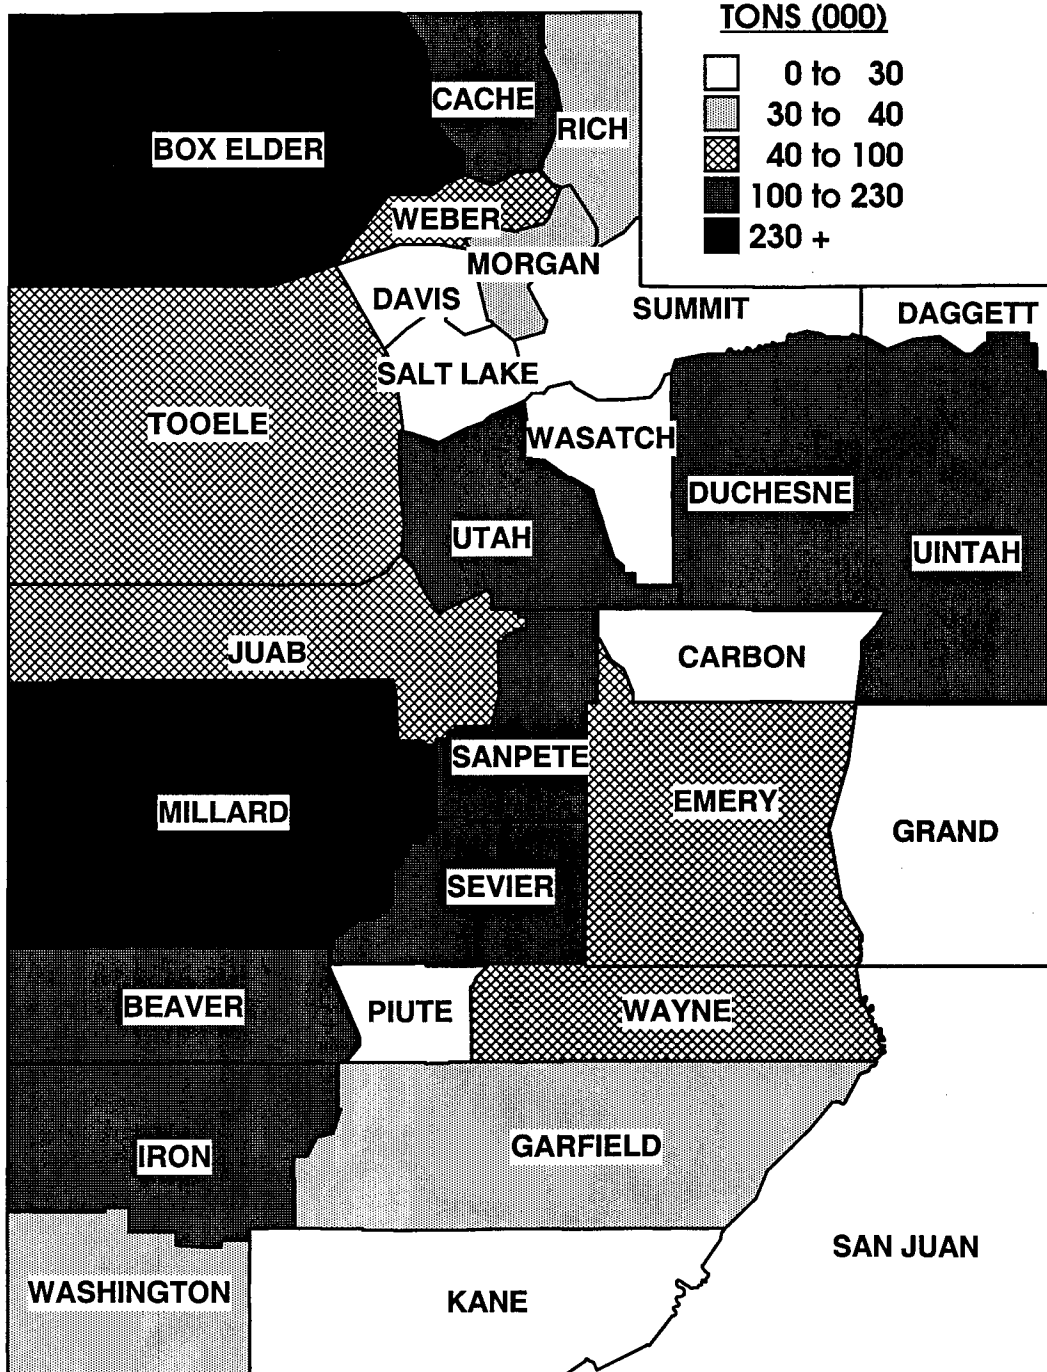 TONS (000)
0 to 30
30 to 40
40 to 100
100 to 230
230 +
CACHE
RICH
BOX ELDER
WEBER
MORGAN
DAVIS
SUMMIT
DAGGETT
SALT LAKE
TOOELE
WASATCH
DUCHESNE
UTAH
UINTAH
JUAB
CARBON
SANPETE
MILLARD
EMERY
GRAND
SEVIER
BEAVER
PIUTE
WAYNE
IRON
GARFIELD
SAN JUAN
WASHINGTON
KANE